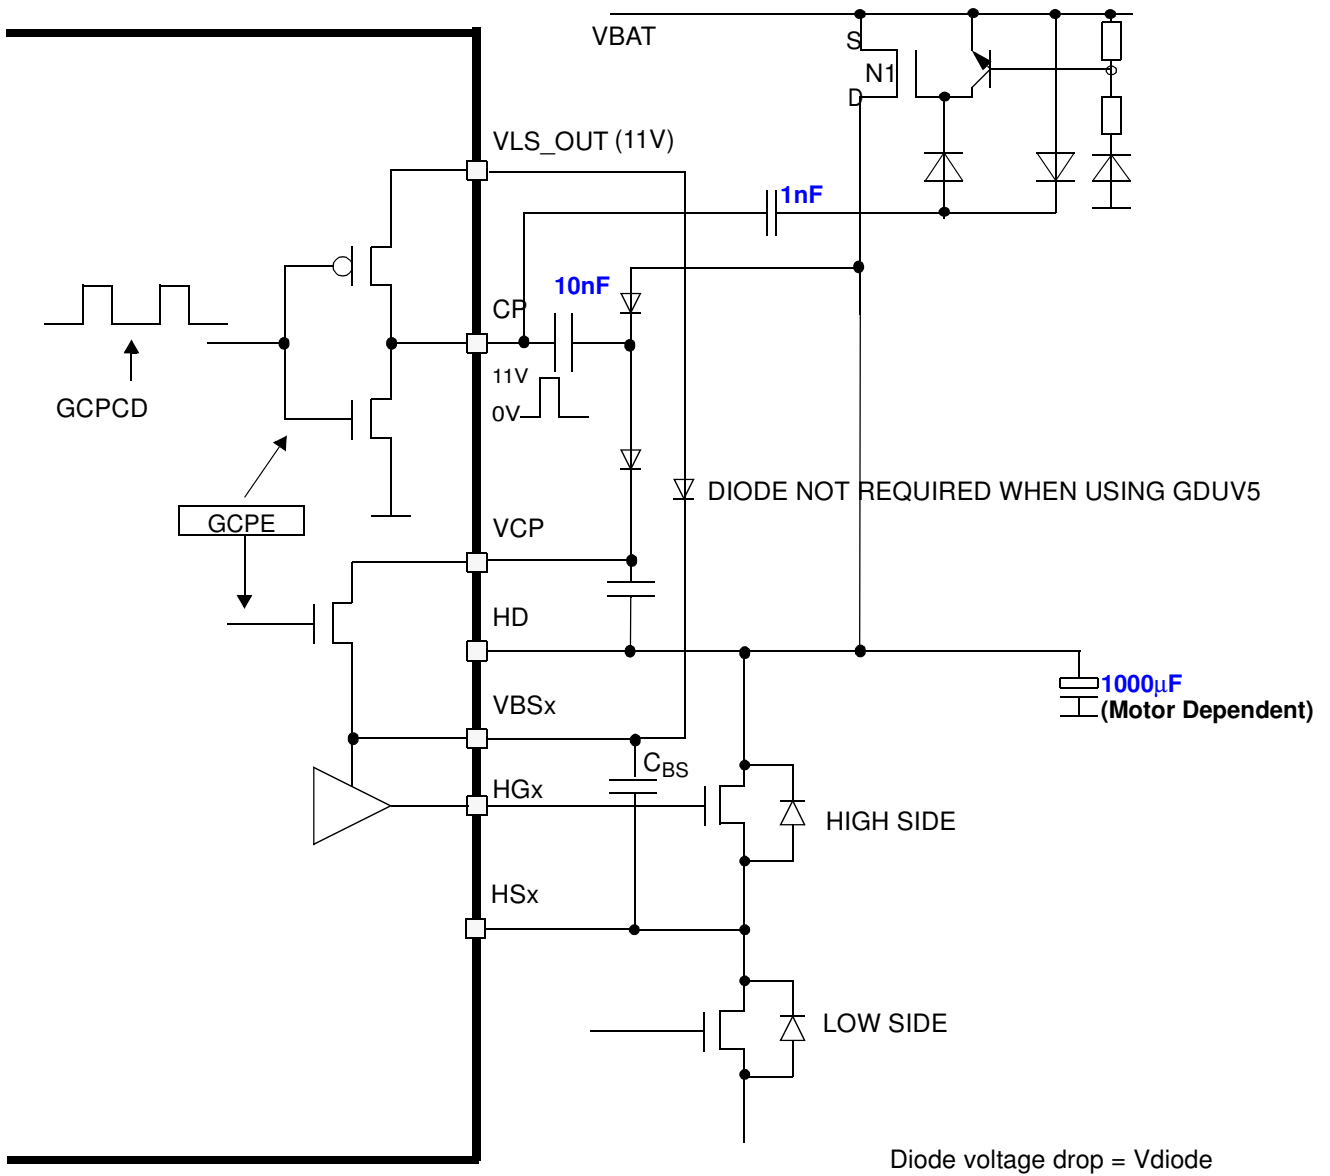 VBAT
S
N1
D
VLS_OUT (11V)
1nF
10nF
CP
11V
0V
GCPCD
DIODE NOT REQUIRED WHEN USING GDUV5
GCPE
VCP
HD
1000μF
(Motor Dependent)
VBSx
CBS
HGx
HIGH SIDE
HSx
LOW SIDE
Diode voltage drop = Vdiode